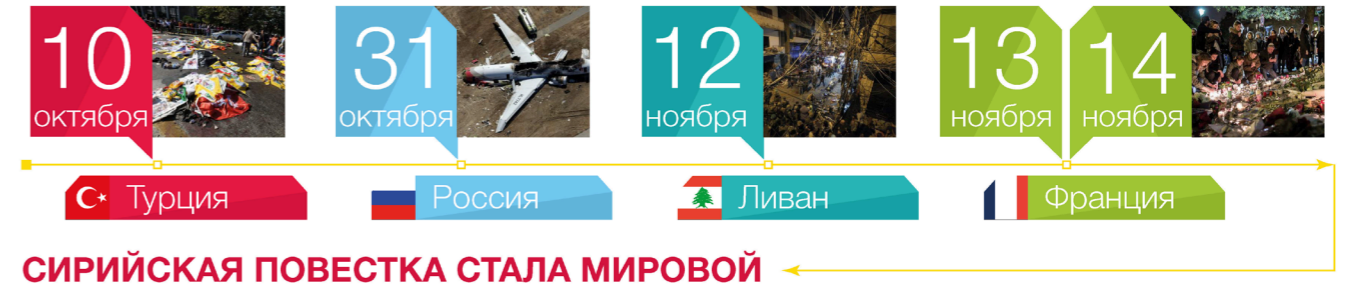 10
октября
31
октября
12
ноября
13
ноября
14
ноября
Турция
Россия
Ливан
Франция
СИРИЙСКАЯ ПОВЕСТКА СТАЛА МИРОВОЙ